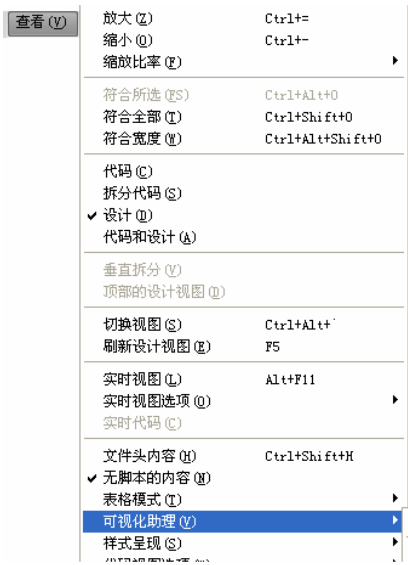 查看(V)
放大(Z) Ctrl+=
缩小(O) Ctrl+-
缩放比率(F)
符合所选(FS) Ctrl+Alt+0
符合全部(T) Ctrl+Shift+0
符合宽度(W) Ctrl+Alt+Shift+0
代码(C)
拆分代码(S)
✓ 设计(D)
代码和设计(A)
垂直拆分(V)
顶部的设计视图(D)
切换视图(S) Ctrl+Alt+`
刷新设计视图(E) F5
实时视图(L) Alt+F11
实时视图选项(O)
实时代码(C)
文件头内容(H) Ctrl+Shift+H
✓ 无脚本的内容(N)
表格模式(T)
可视化助理(V)
样式呈现(S)